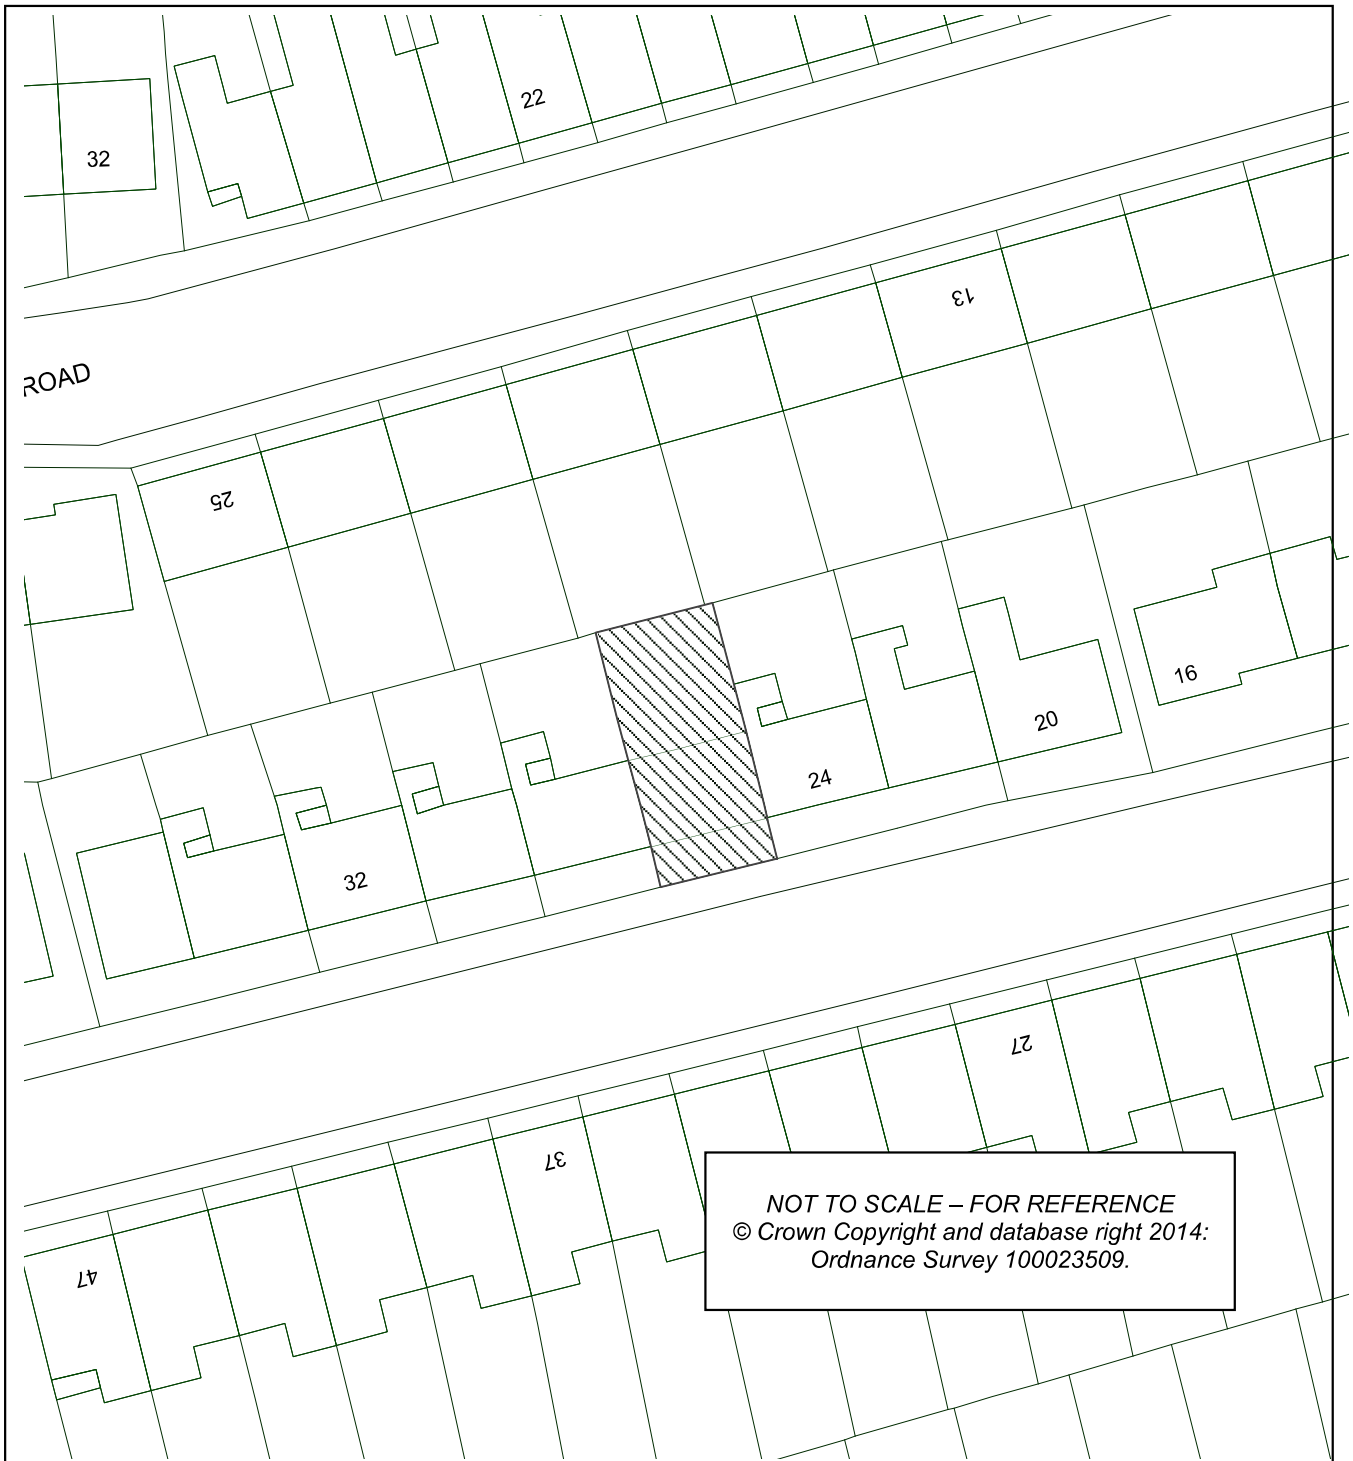 22
32
13
ROAD
25
16
20
24
32
27
37
NOT TO SCALE – FOR REFERENCE
© Crown Copyright and database right 2014:
Ordnance Survey 100023509.
47